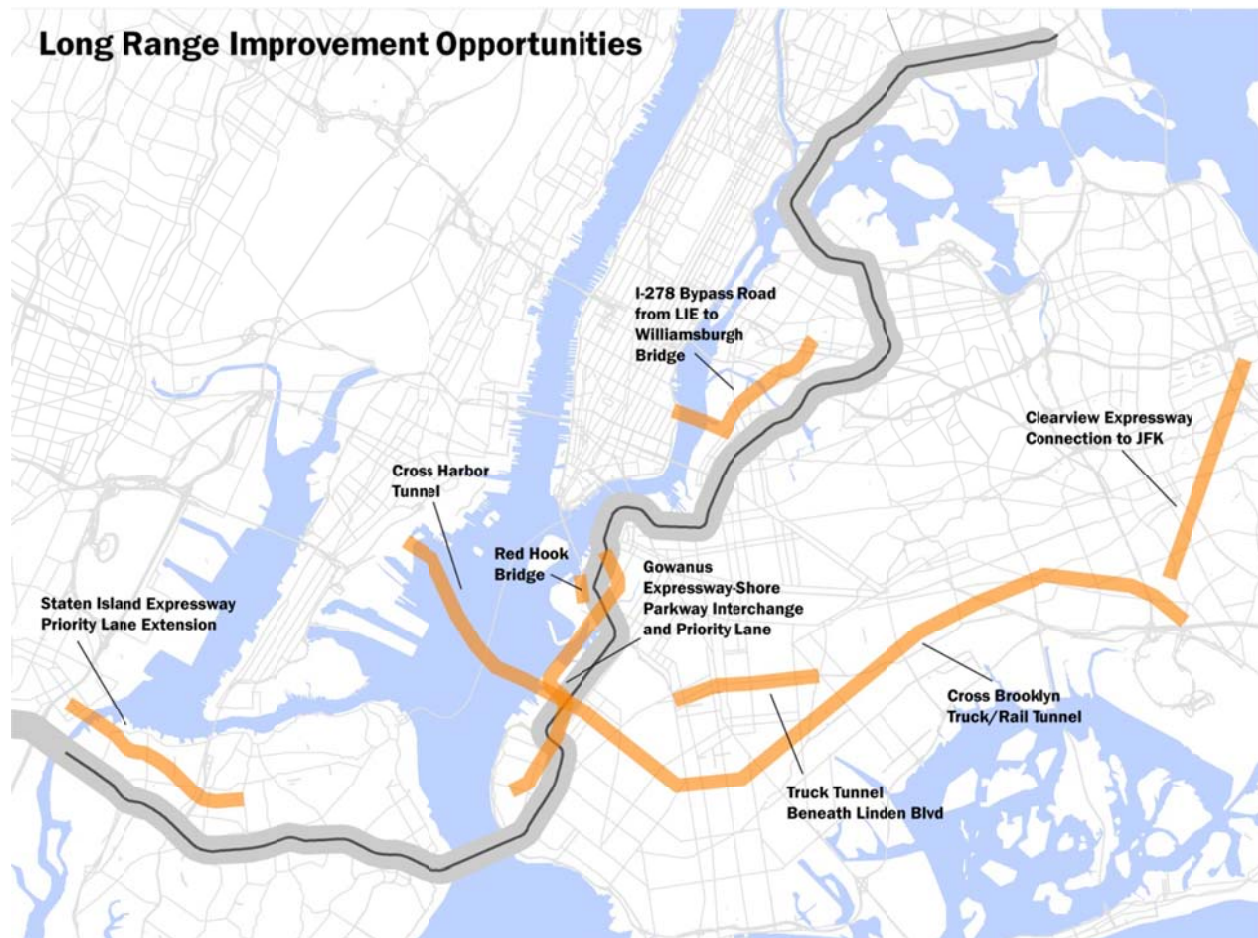 Long Range Improvement Opportunities
I-278 Bypass Road
from LIE to
Williamsburgh
Bridge
Clearview Expressway
Connection to JFK
Cross Harbor
Tunnel
Red Hook
Bridge
Gowanus
Expressway-Shore
Parkway Interchange
and Priority Lane
Staten Island Expressway
Priority Lane Extension
Cross Brooklyn
Truck/Rail Tunnel
Truck Tunnel
Beneath Linden Blvd